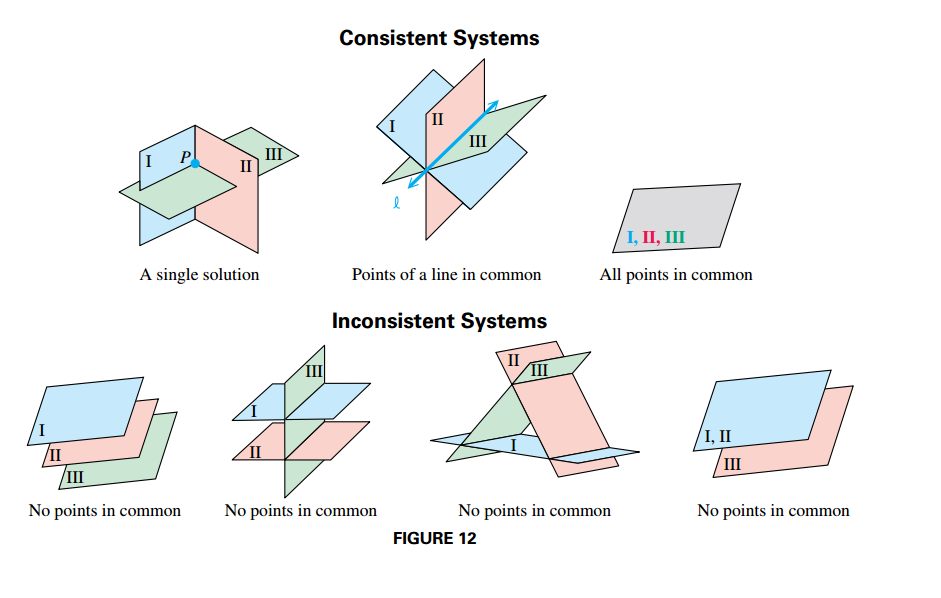 Consistent Systems
I
P
II
III
A single solution
I
II
III
ℓ
Points of a line in common
I, II, III
All points in common
Inconsistent Systems
I
II
III
No points in common
III
I
II
No points in common
II
III
I
No points in common
I, II
III
No points in common
FIGURE 12